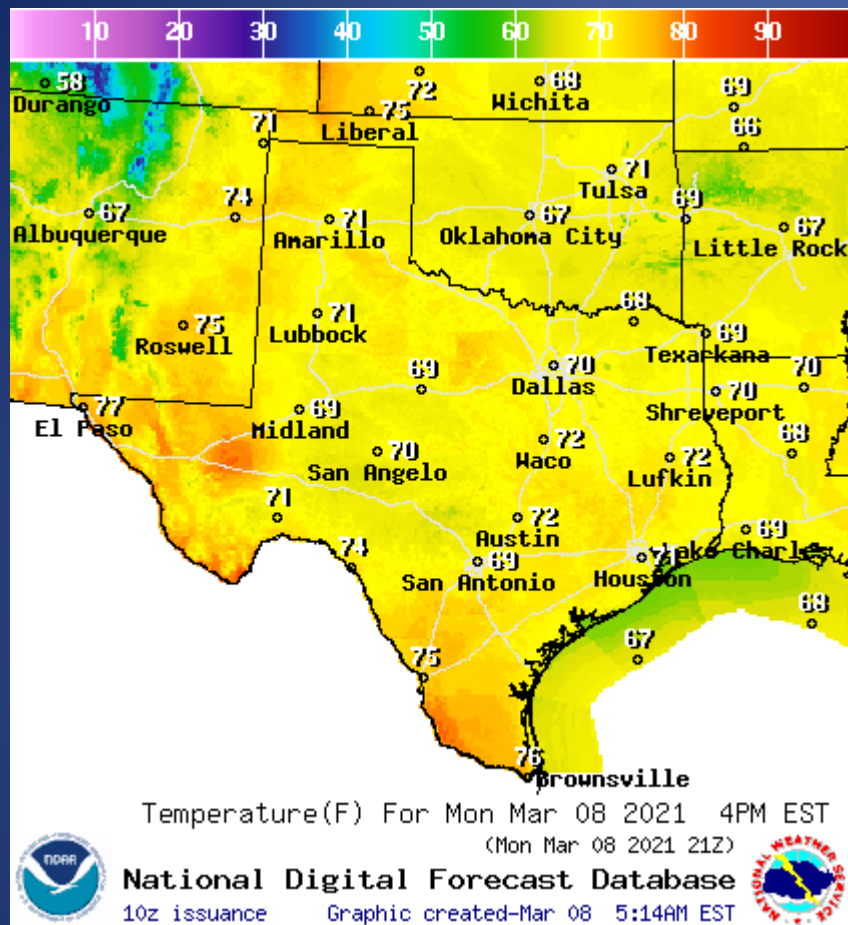 10 20 30 40 50 60 70 80 90
58 72 68 69
Durango Wichita
75
Liberal
71 66
71
Tulsa
74 69
67 71 67 67
Albuquerque Amarillo Oklahoma City Little Rock
75 71 68 69
Roswell Lubbock Texarkana
69 70 70 70
Dallas Shreveport
77 69
El Paso Midland
70 72 72 68
San Angelo Waco Lufkin
71 72 69
Austin Lake Charles
74 69 71
San Antonio Houston
68
67
75
76
Brownsville
Temperature(F) For Mon Mar 08 2021 4PM EST
(Mon Mar 08 2021 21Z)
National Digital Forecast Database
10z issuance Graphic created-Mar 08 5:14AM EST
NOAA
NATIONAL WEATHER SERVICE